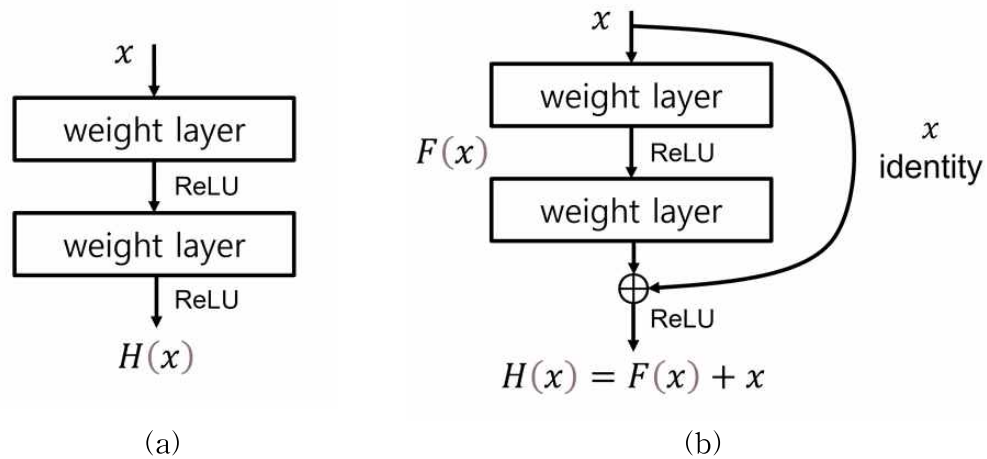 x
weight layer
ReLU
weight layer
ReLU
H(x)
(a)
x
weight layer
F(x)
ReLU
weight layer
x
identity
ReLU
H(x) = F(x) + x
(b)